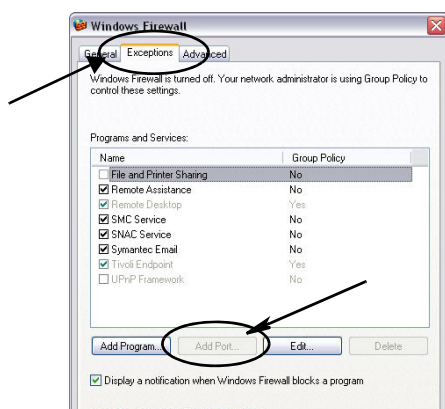 Windows Firewall
General Exceptions Advanced
Windows Firewall is turned off. Your network administrator is using Group Policy to
control these settings.
Programs and Services:
Name Group Policy
File and Printer Sharing No
Remote Assistance No
Remote Desktop Yes
SMC Service No
SNAC Service No
Symantec Email No
Tivoli Endpoint Yes
UPnP Framework No
Add Program... Add Port... Edit... Delete
Display a notification when Windows Firewall blocks a program